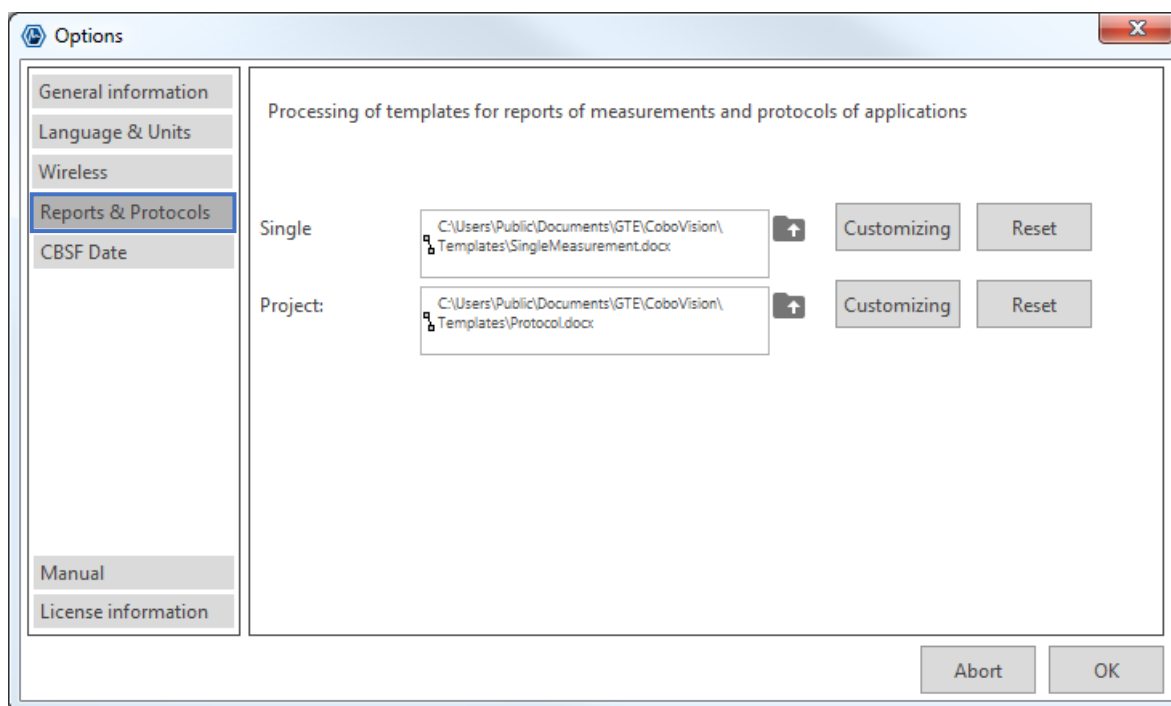 Options
General information
Language & Units
Wireless
Reports & Protocols
CBSF Date
Manual
License information
Processing of templates for reports of measurements and protocols of applications
Single
C:\Users\Public\Documents\GTE\CoboVision\
Templates\SingleMeasurement.docx
Customizing
Reset
Project:
C:\Users\Public\Documents\GTE\CoboVision\
Templates\Protocol.docx
Customizing
Reset
Abort
OK